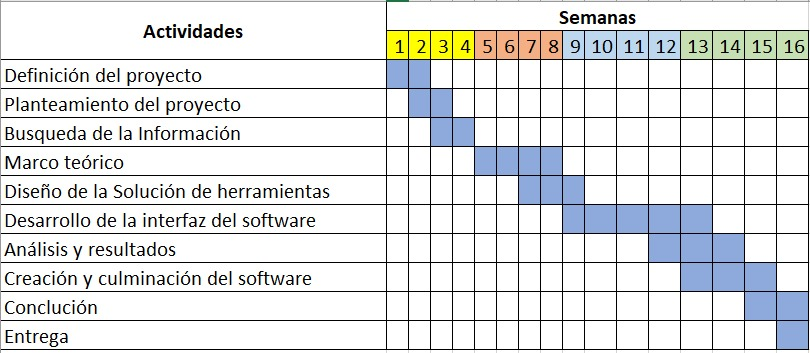 Actividades
Semanas
1 2 3 4 5 6 7 8 9 10 11 12 13 14 15 16
Definición del proyecto
Planteamiento del proyecto
Busqueda de la Información
Marco teórico
Diseño de la Solución de herramientas
Desarrollo de la interfaz del software
Análisis y resultados
Creación y culminación del software
Conclución
Entrega